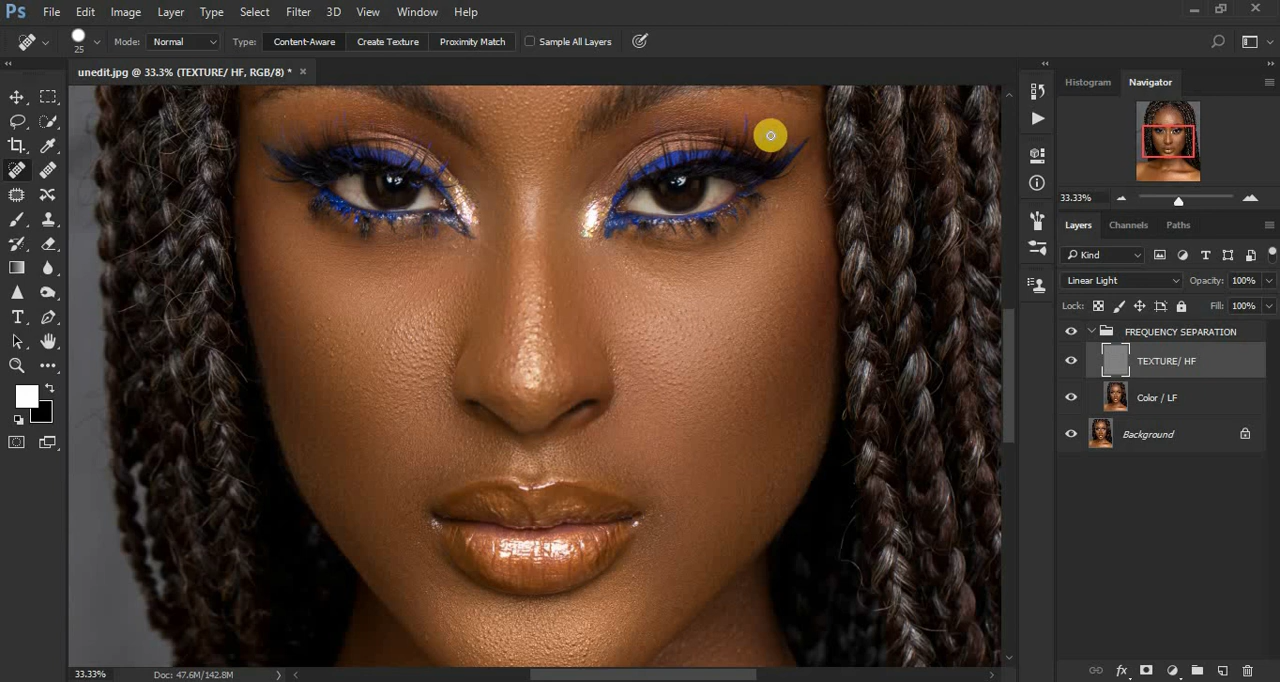 Ps File Edit Image Layer Type Select Filter 3D View Window Help
25 Mode: Normal Type: Content-Aware Create Texture Proximity Match Sample All Layers
unedit.jpg @ 33.3% (TEXTURE/ HF, RGB/8) * ×
Histogram Navigator
33.33%
Layers Channels Paths
Kind
Linear Light Opacity: 100%
Lock: Fill: 100%
FREQUENCY SEPARATION
TEXTURE/ HF
Color / LF
Background
33.33% Doc: 47.6M/142.8M